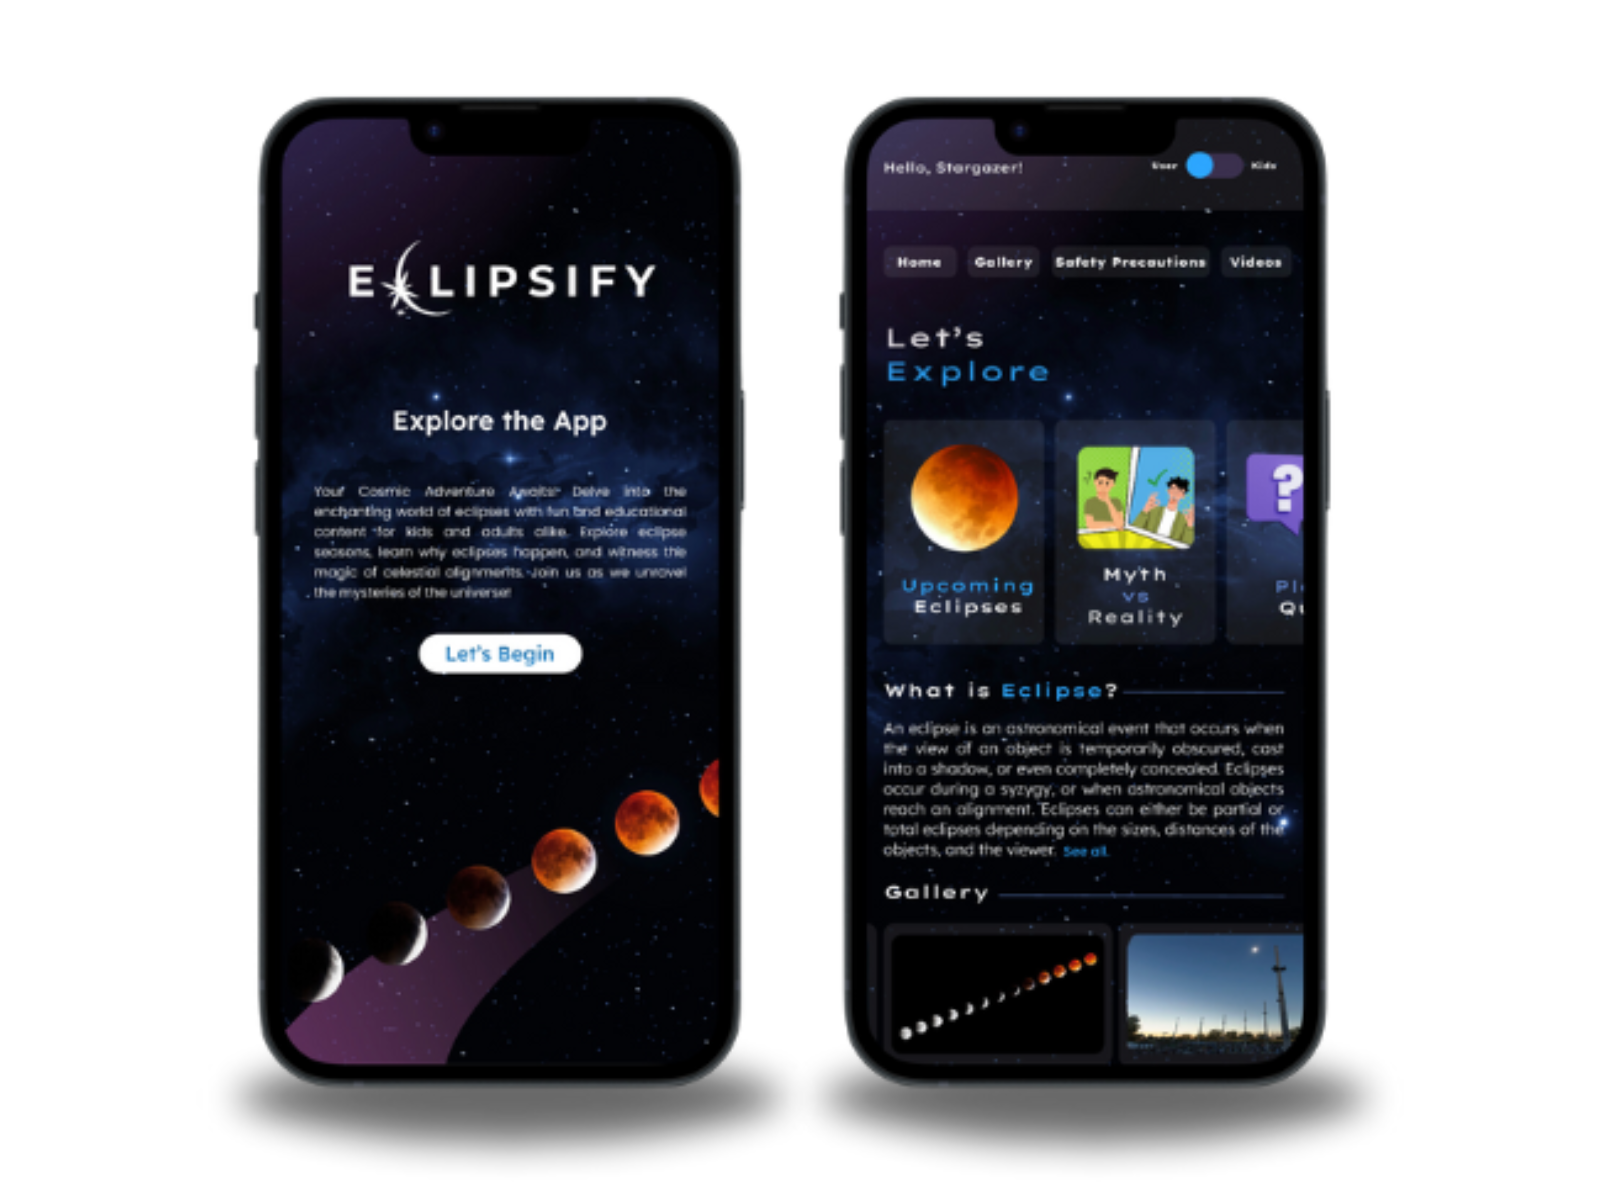 ECLIPSIFY
Explore the App
Your Cosmic Adventure Awaits! Delve into the
enchanting world of eclipses with fun and educational
content for kids and adults alike. Explore eclipse
seasons, learn why eclipses happen, and witness the
magic of celestial alignments. Join us as we unravel
the mysteries of the universe!
Let's Begin
Hello, Stargazer!
User
Kids
Home
Gallery
Safety Precautions
Videos
Let's
Explore
Upcoming
Eclipses
Myth
vs
Reality
?
Pl
Qu
What is Eclipse?
An eclipse is an astronomical event that occurs when
the view of an object is temporarily obscured, cast
into a shadow, or even completely concealed. Eclipses
occur during a syzygy, or when astronomical objects
reach an alignment. Eclipses can either be partial or
total eclipses depending on the sizes, distances of the
objects, and the viewer. See all.
Gallery